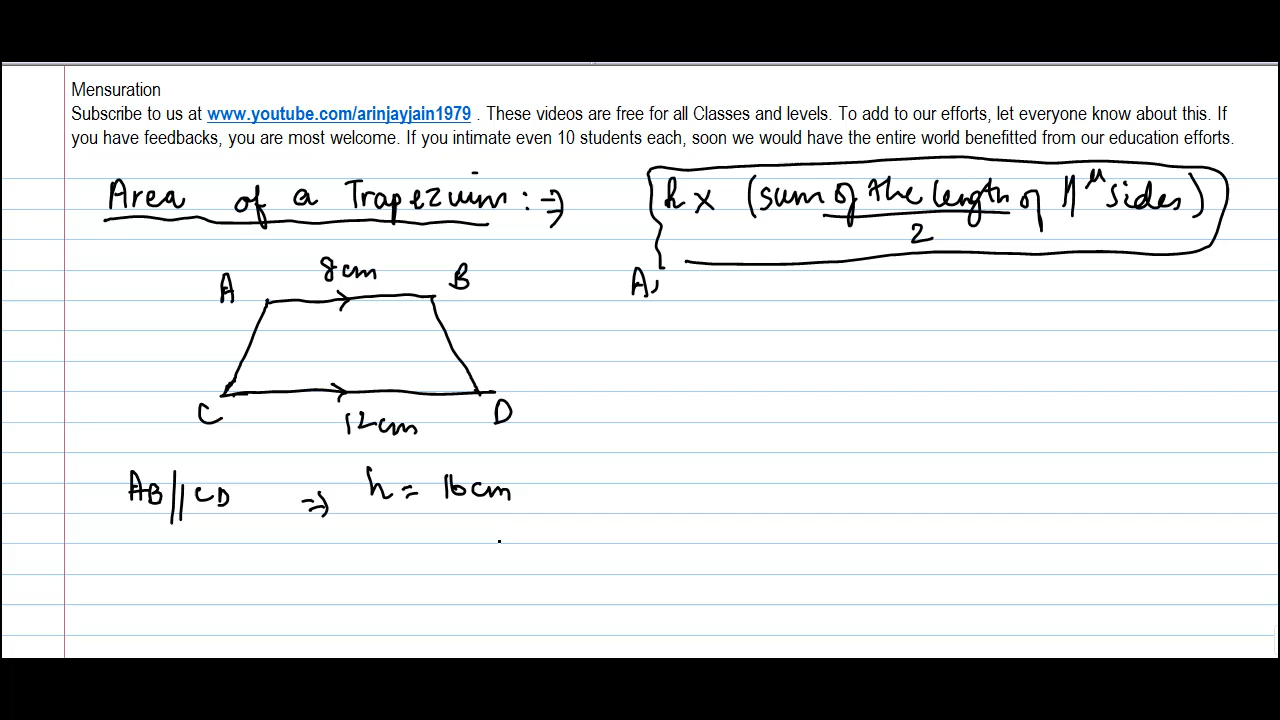 Mensuration
Subscribe to us at www.youtube.com/arinjayjain1979 . These videos are free for all Classes and levels. To add to our efforts, let everyone know about this. If
you have feedbacks, you are most welcome. If you intimate even 10 students each, soon we would have the entire world benefitted from our education efforts.
Area of a Trapezuim :⇒ h × (sum of the length of ||el sides)
2
8cm
A B
A,
C D
12cm
AB || CD ⇒ h = 16cm